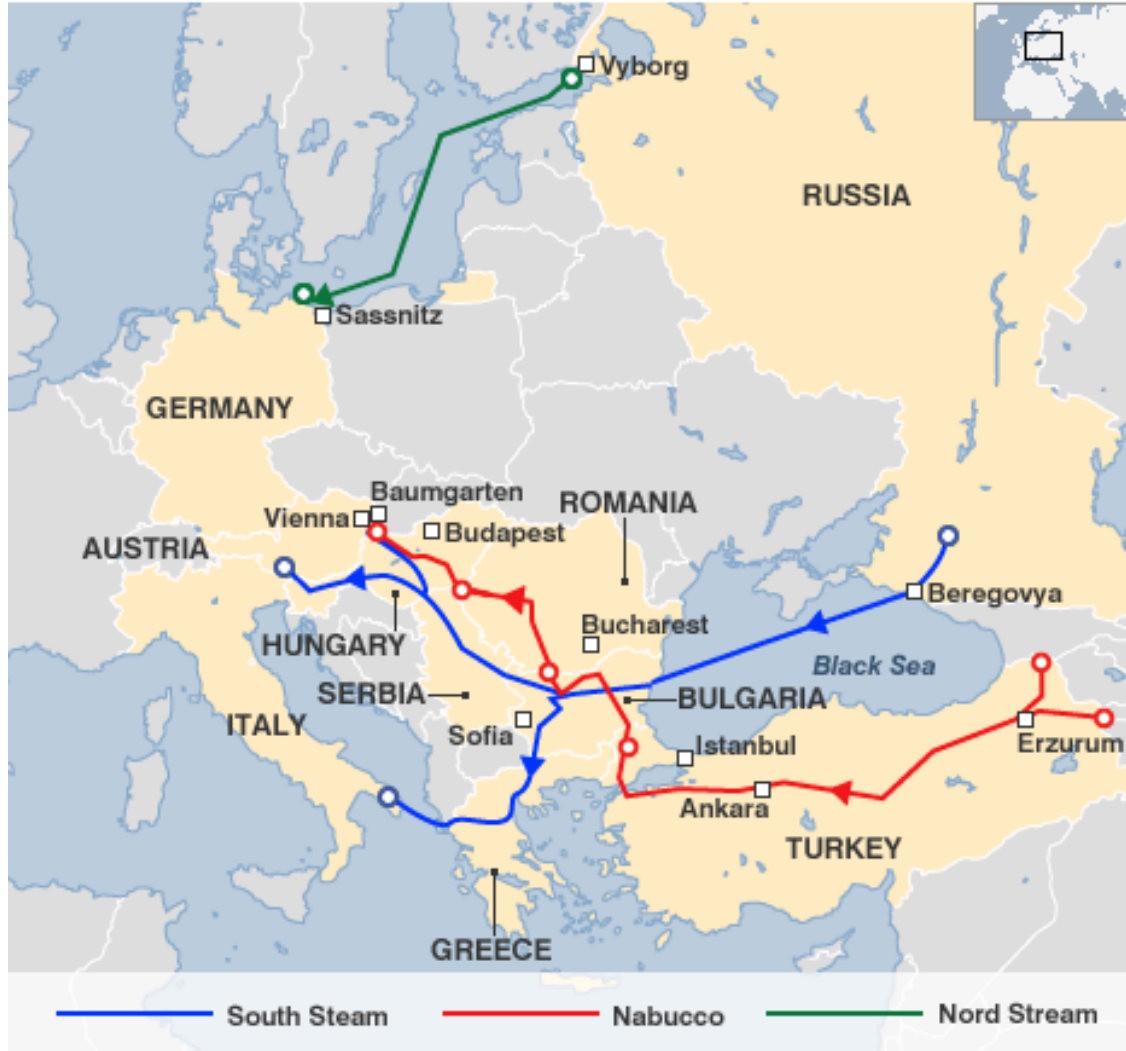 Vyborg
RUSSIA
Sassnitz
GERMANY
Baumgarten
Vienna
ROMANIA
Budapest
AUSTRIA
Beregovya
Bucharest
HUNGARY
Black Sea
SERBIA
BULGARIA
ITALY
Sofia
Istanbul
Erzurum
Ankara
TURKEY
GREECE
South Steam
Nabucco
Nord Stream